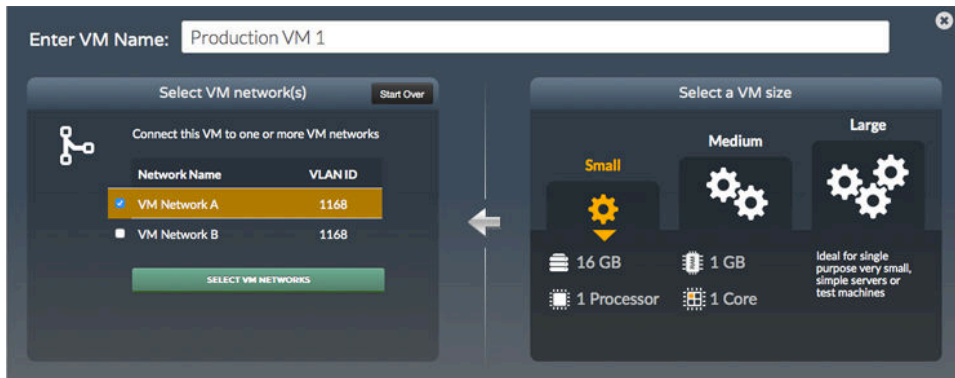 Enter VM Name: Production VM 1
Select VM network(s) Start Over
Connect this VM to one or more VM networks
Network Name VLAN ID
VM Network A 1168
VM Network B 1168
SELECT VM NETWORKS
Select a VM size
Small Medium Large
16 GB 1 GB
1 Processor 1 Core
Ideal for single
purpose very small,
simple servers or
test machines